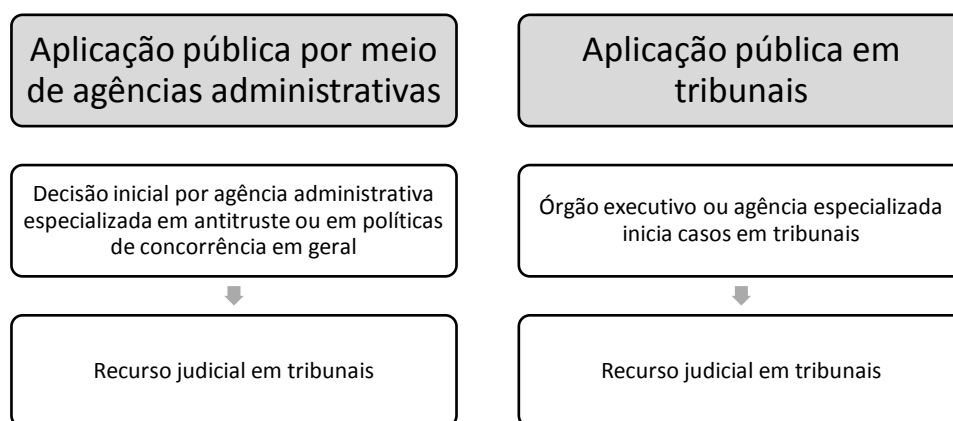 Aplicação pública por meio
de agências administrativas
Decisão inicial por agência administrativa
especializada em antitruste ou em políticas
de concorrência em geral
Recurso judicial em tribunais
Aplicação pública em
tribunais
Órgão executivo ou agência especializada
inicia casos em tribunais
Recurso judicial em tribunais